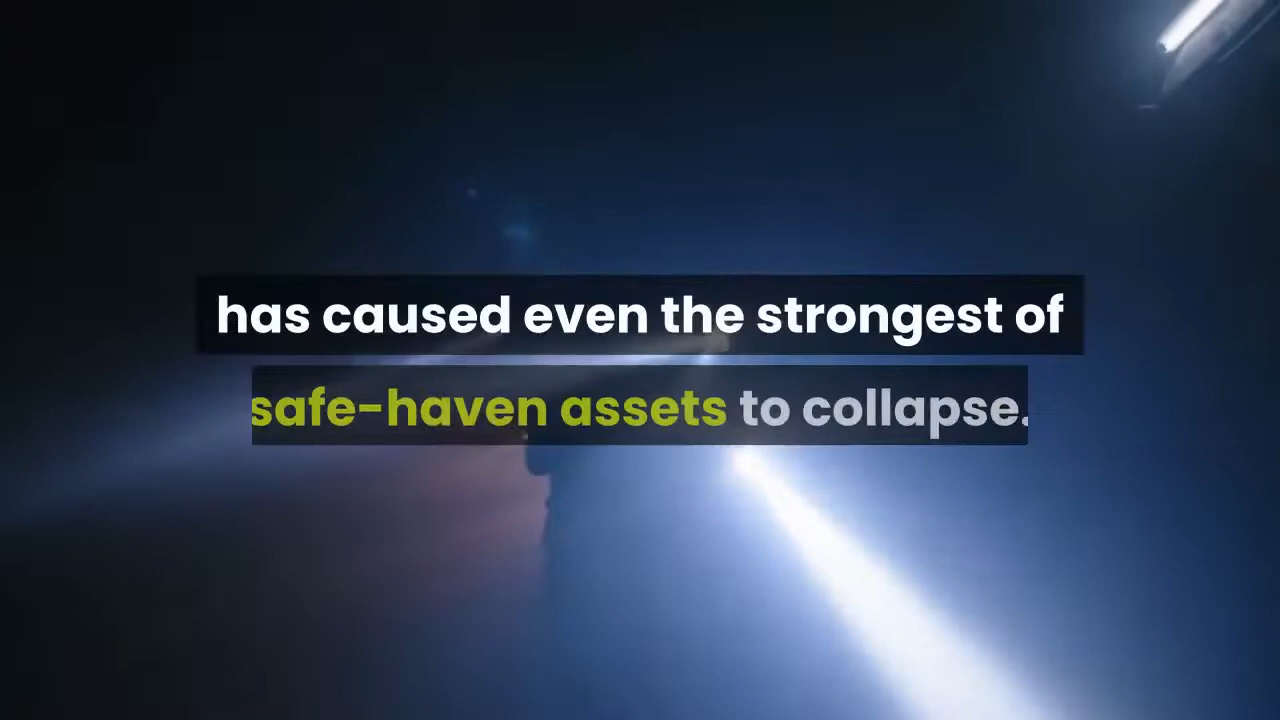 has caused even the strongest of
safe-haven assets to collapse.